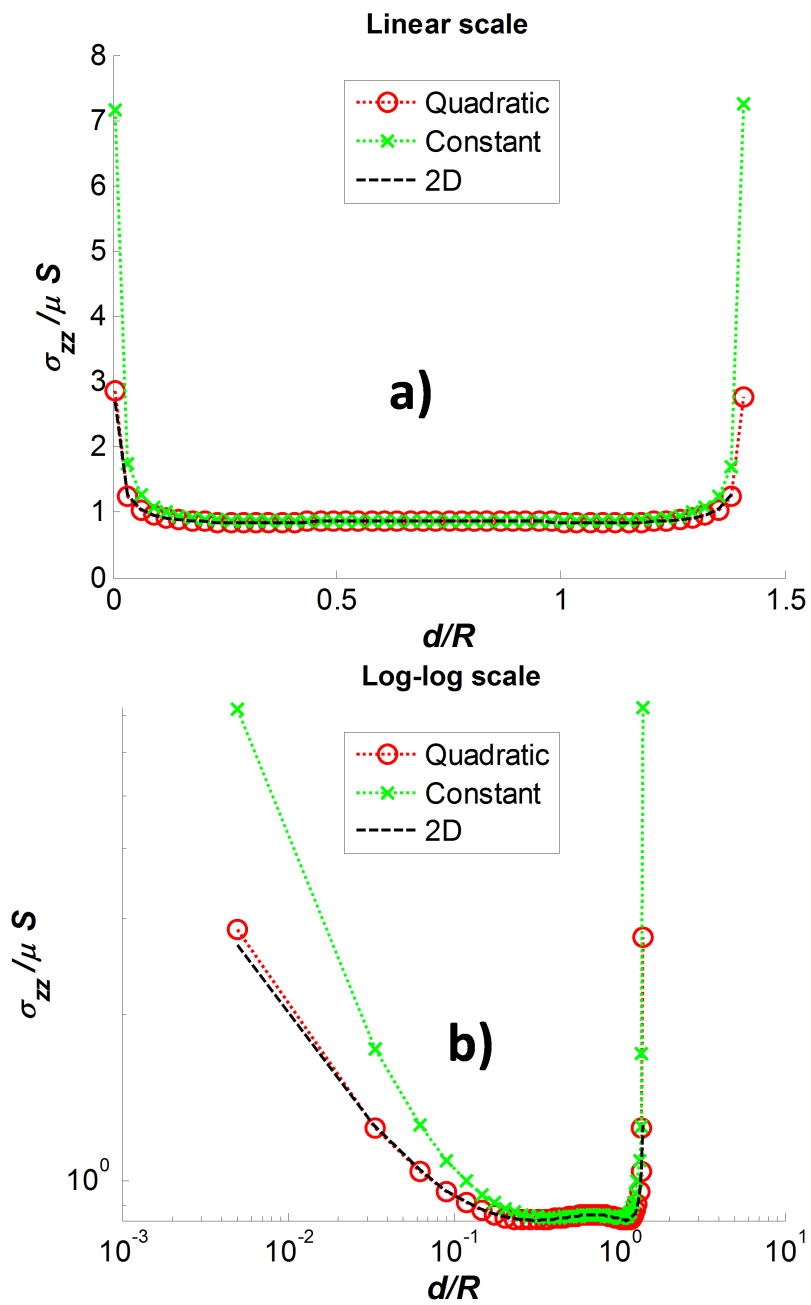 Linear scale
8
7
6
5
4
3
2
1
0
Quadratic
Constant
2D
σzz /μ S
a)
0 0.5 1 1.5
d/R
Log-log scale
Quadratic
Constant
2D
σzz /μ S
b)
10^0
10^-3 10^-2 10^-1 10^0 10^1
d/R